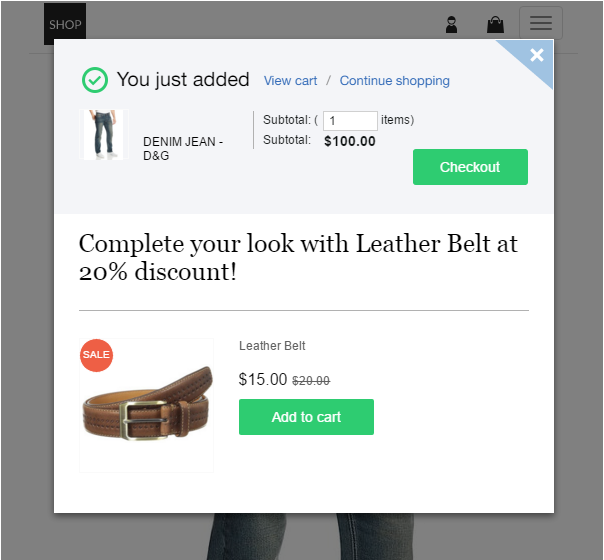 SHOP
You just added View cart / Continue shopping
Subtotal: ( 1 items)
Subtotal: $100.00
DENIM JEAN -
D&G
Checkout
Complete your look with Leather Belt at
20% discount!
SALE
Leather Belt
$15.00 $20.00
Add to cart